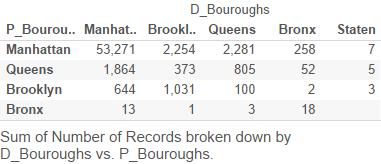 D_Bouroughs
P_Bourou.. Manhat.. Brookl.. Queens Bronx Staten
Manhattan 53,271 2,254 2,281 258 7
Queens 1,864 373 805 52 5
Brooklyn 644 1,031 100 2 3
Bronx 13 1 3 18
Sum of Number of Records broken down by
D_Bouroughs vs. P_Bouroughs.